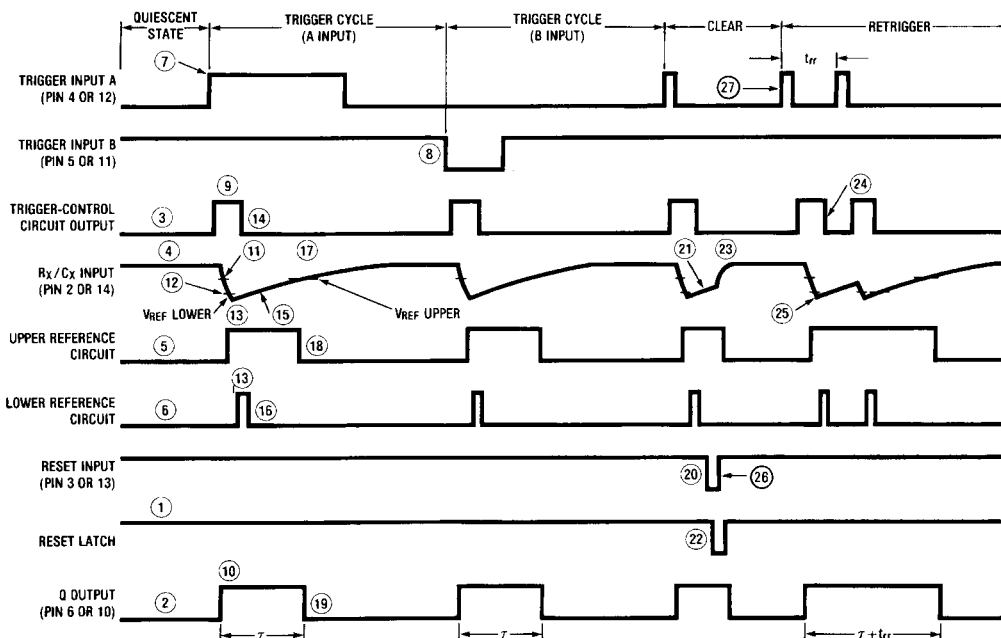 QUIESCENT
STATE
TRIGGER CYCLE
(A INPUT)
TRIGGER CYCLE
(B INPUT)
CLEAR
RETRIGGER
7
trr
27
TRIGGER INPUT A
(PIN 4 OR 12)
TRIGGER INPUT B
(PIN 5 OR 11)
8
9
24
TRIGGER-CONTROL
CIRCUIT OUTPUT
3
14
4
11
17
21
23
RX/CX INPUT
(PIN 2 OR 14)
12
VREF LOWER
13
15
VREF UPPER
25
UPPER REFERENCE
CIRCUIT
5
18
13
LOWER REFERENCE
CIRCUIT
6
16
RESET INPUT
(PIN 3 OR 13)
20
26
1
RESET LATCH
22
10
Q OUTPUT
(PIN 6 OR 10)
2
19
τ
τ
τ + trr